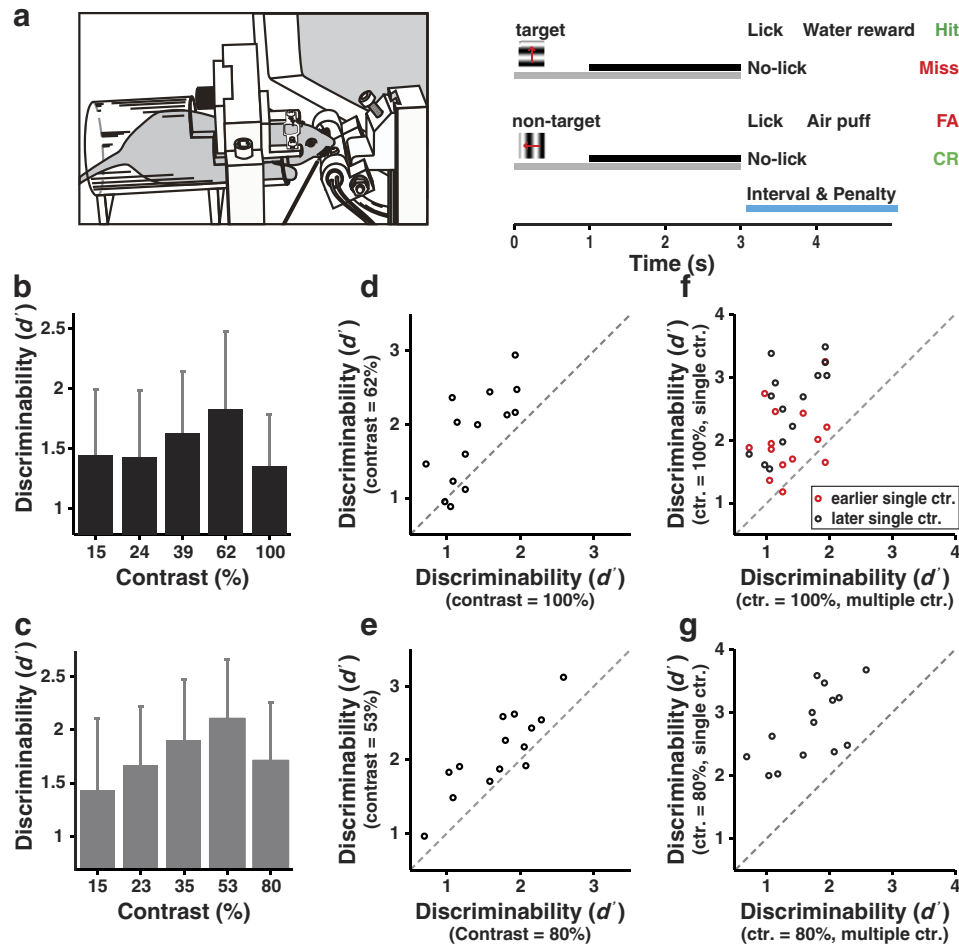 a
target
Lick Water reward Hit
No-lick Miss
non-target
Lick Air puff FA
No-lick CR
Interval & Penalty
0 1 2 3 4
Time (s)
b
Discriminability (d′)
2.5
2
1.5
1
15 24 39 62 100
Contrast (%)
d
Discriminability (d′)
(contrast = 62%)
3
2
1
1 2 3
Discriminability (d′)
(contrast = 100%)
f
Discriminability (d′)
(ctr. = 100%, single ctr.)
4
3
2
1
earlier single ctr.
later single ctr.
1 2 3 4
Discriminability (d′)
(ctr. = 100%, multiple ctr.)
c
Discriminability (d′)
2.5
2
1.5
1
15 23 35 53 80
Contrast (%)
e
Discriminability (d′)
(contrast = 53%)
3
2
1
1 2 3
Discriminability (d′)
(Contrast = 80%)
g
Discriminability (d′)
(ctr. = 80%, single ctr.)
4
3
2
1
1 2 3 4
Discriminability (d′)
(ctr. = 80%, multiple ctr.)